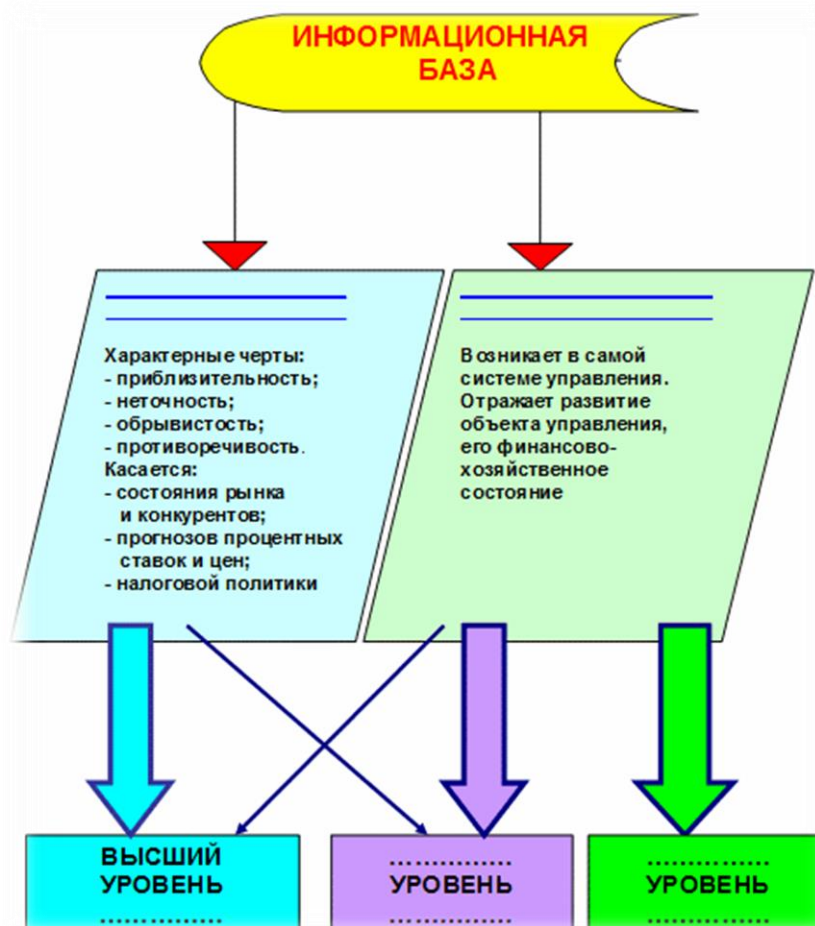 ИНФОРМАЦИОННАЯ
БАЗА
Характерные черты:
- приблизительность;
- неточность;
- обрывистость;
- противоречивость.
Касается:
- состояния рынка
и конкурентов;
- прогнозов процентных
ставок и цен;
- налоговой политики
Возникает в самой
системе управления.
Отражает развитие
объекта управления,
его финансово-
хозяйственное
состояние
ВЫСШИЙ
УРОВЕНЬ
...............
...............
УРОВЕНЬ
...............
...............
УРОВЕНЬ
...............